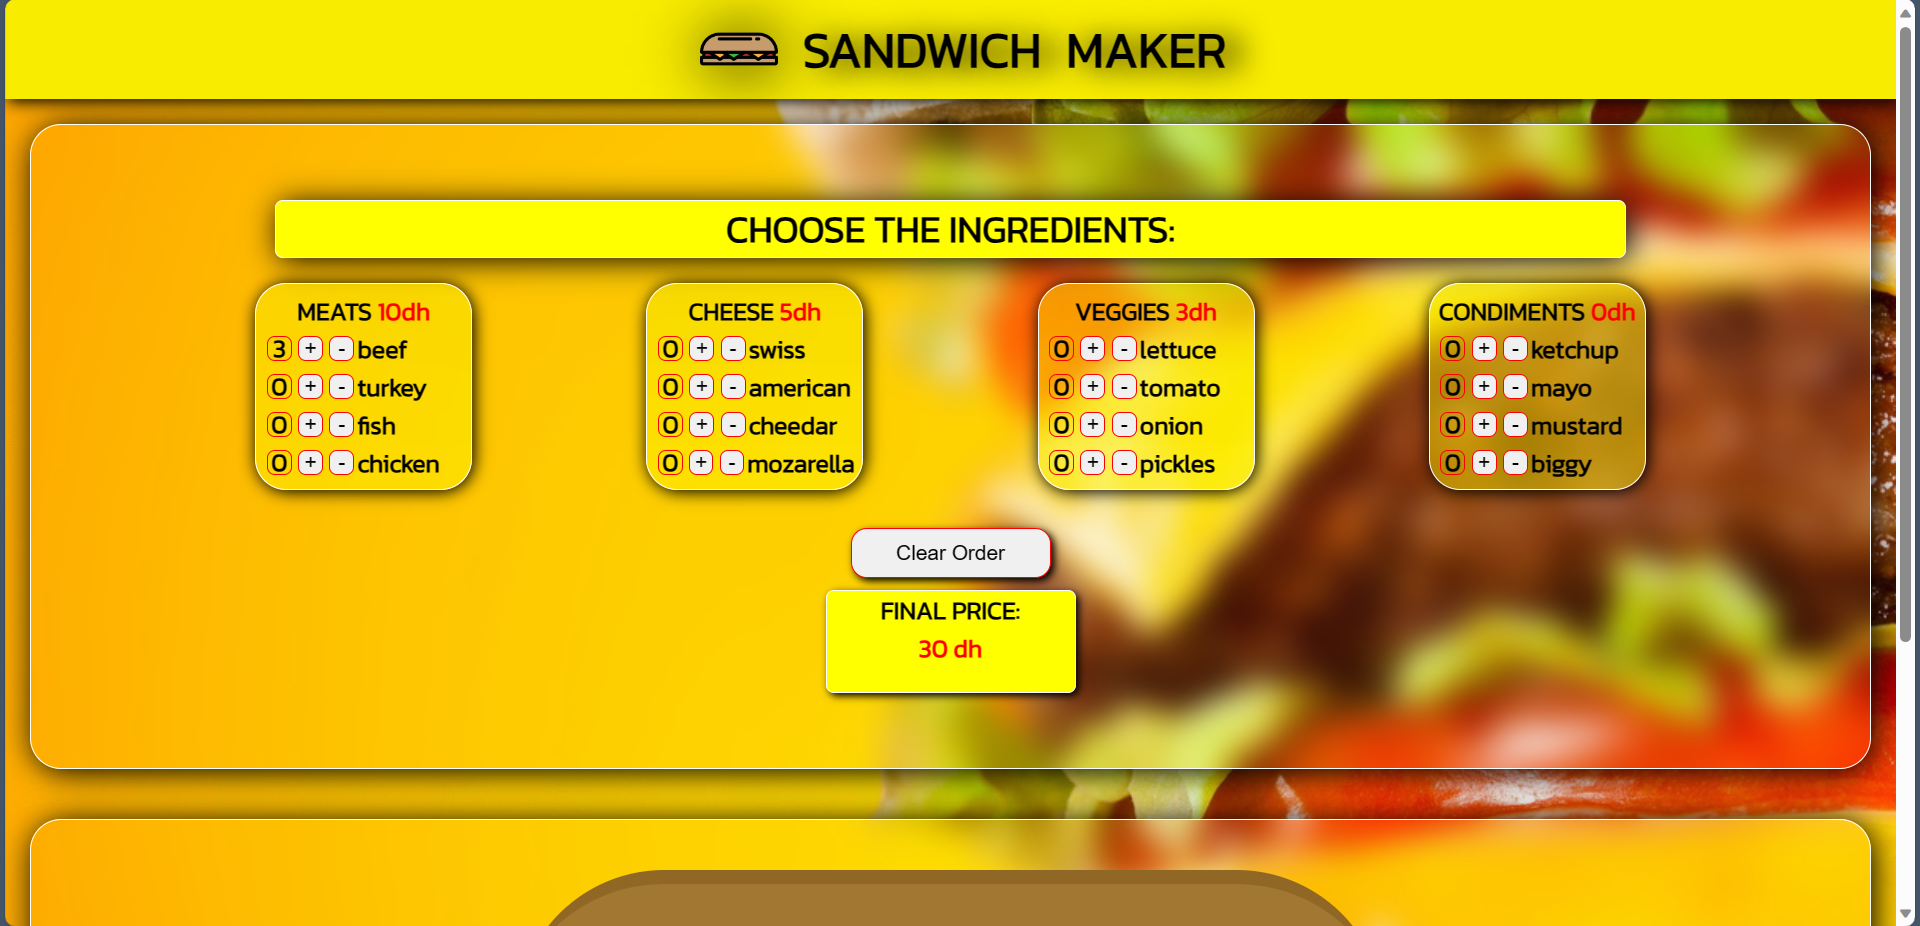 SANDWICH MAKER
CHOOSE THE INGREDIENTS:
MEATS 10dh
3 + - beef
0 + - turkey
0 + - fish
0 + - chicken
CHEESE 5dh
0 + - swiss
0 + - american
0 + - cheedar
0 + - mozarella
VEGGIES 3dh
0 + - lettuce
0 + - tomato
0 + - onion
0 + - pickles
CONDIMENTS 0dh
0 + - ketchup
0 + - mayo
0 + - mustard
0 + - biggy
Clear Order
FINAL PRICE:
30 dh